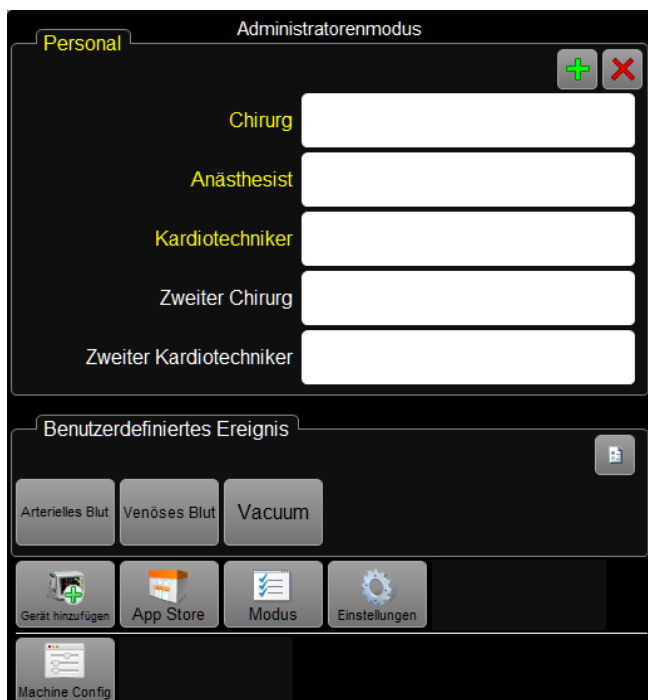 Administratorenmodus
Personal
Chirurg
Anästhesist
Kardiotechniker
Zweiter Chirurg
Zweiter Kardiotechniker
Benutzerdefiniertes Ereignis
Arterielles Blut Venöses Blut Vacuum
Gerät hinzufügen App Store Modus Einstellungen
Machine Config